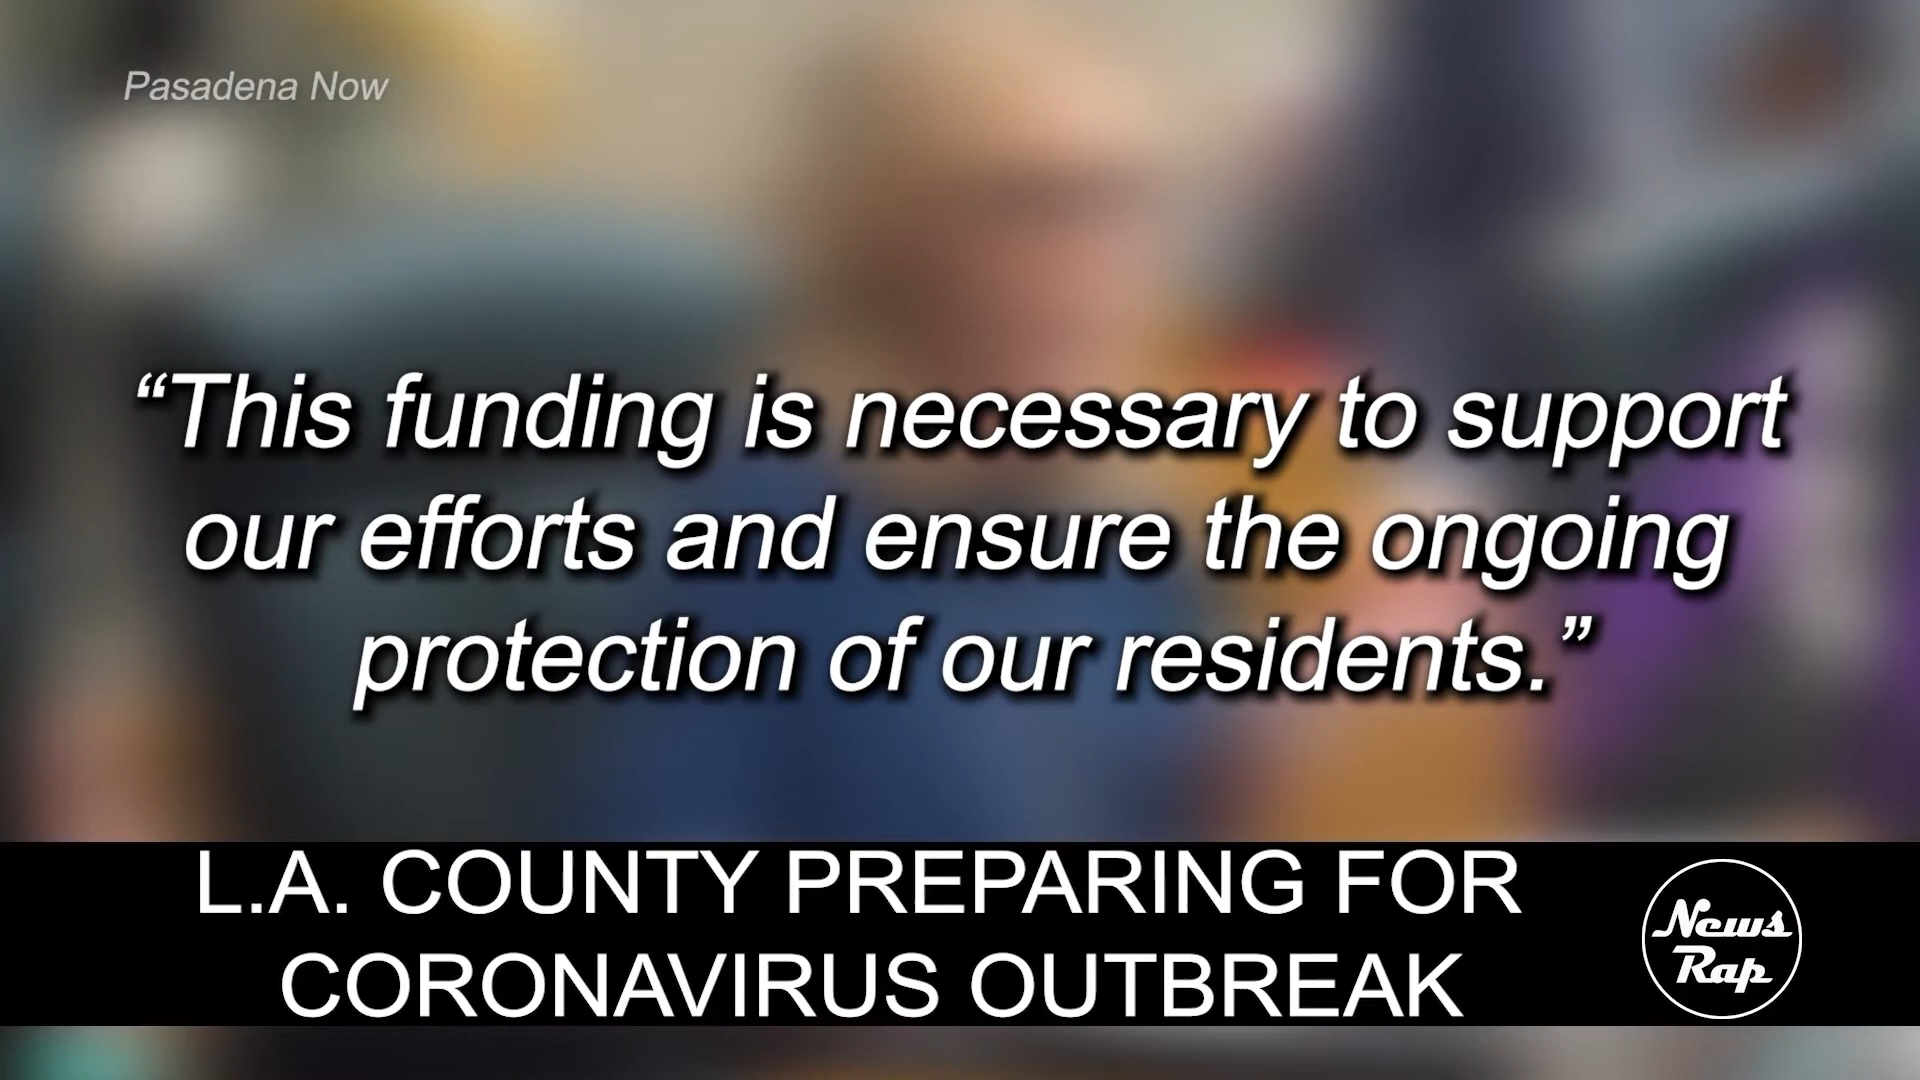 Pasadena Now
“This funding is necessary to support
our efforts and ensure the ongoing
protection of our residents.”
L.A. COUNTY PREPARING FOR
CORONAVIRUS OUTBREAK
News
Rap